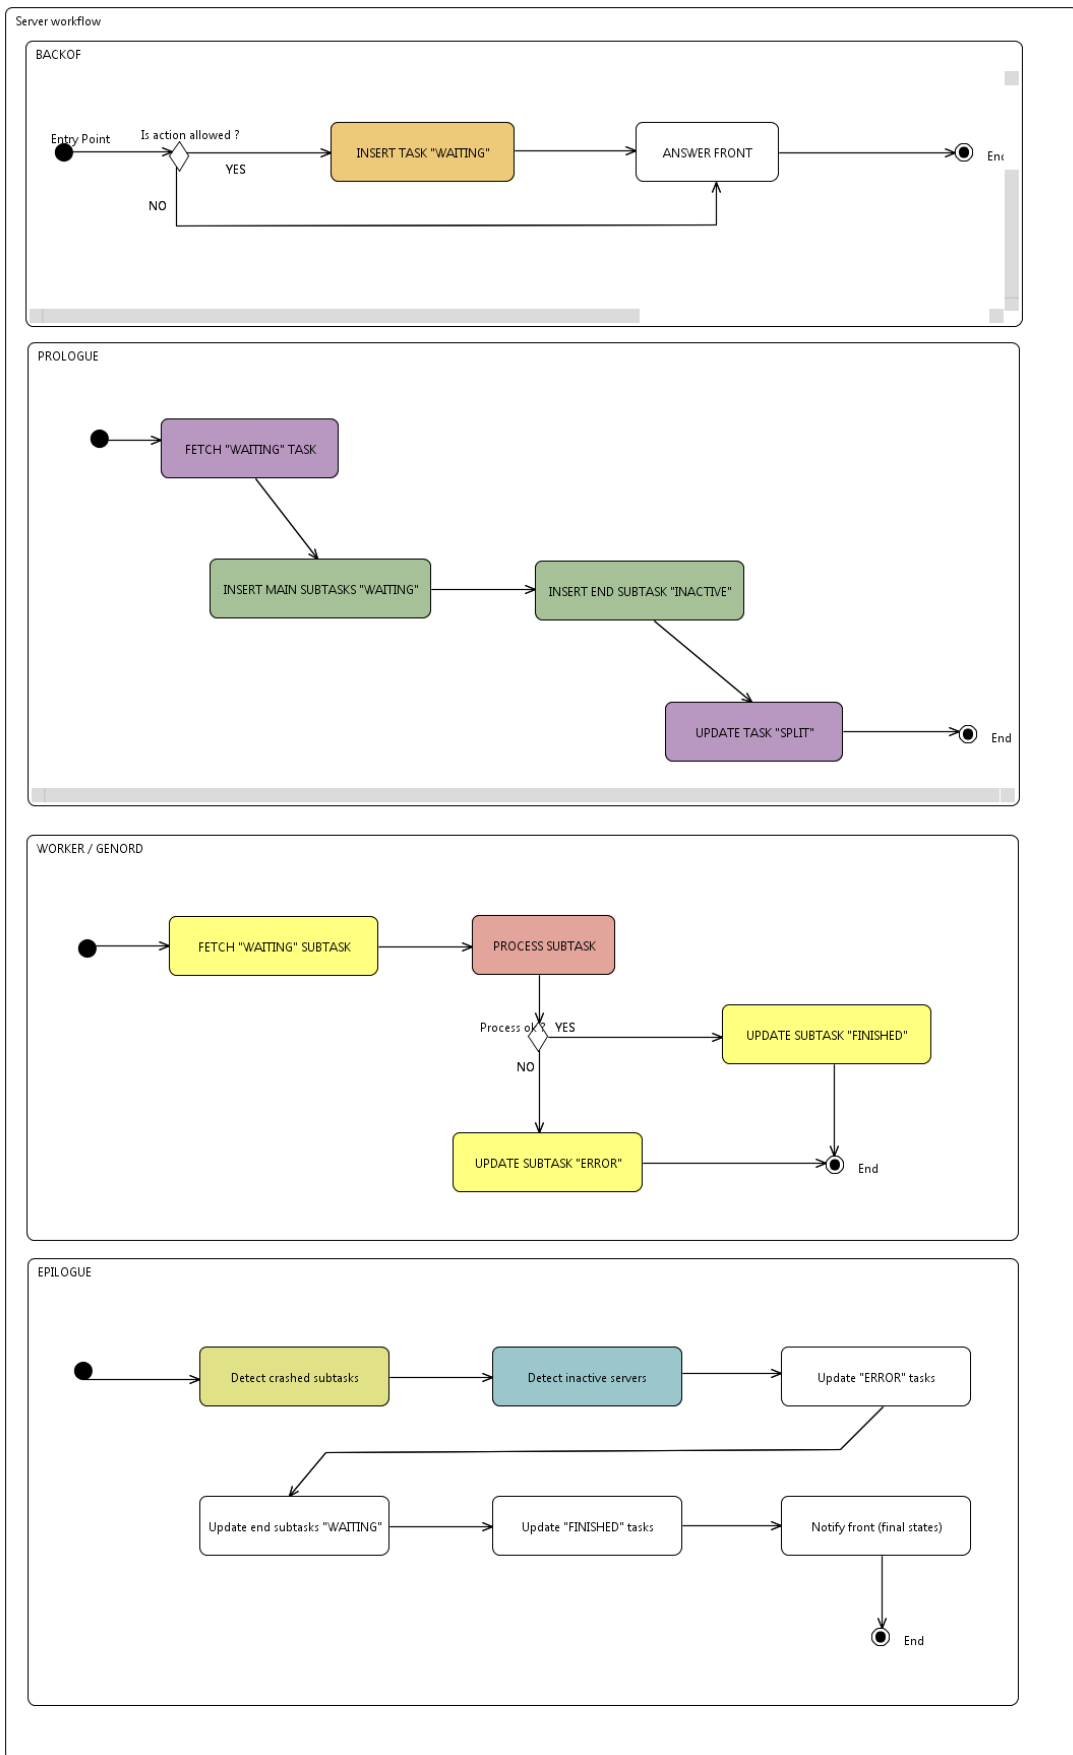 Server workflow
BACKOF
Entry Point
Is action allowed ?
YES
NO
INSERT TASK "WAITING"
ANSWER FRONT
PROLOGUE
FETCH "WAITING" TASK
INSERT MAIN SUBTASKS "WAITING"
INSERT END SUBTASK "INACTIVE"
UPDATE TASK "SPLIT"
End
WORKER / GENORD
FETCH "WAITING" SUBTASK
PROCESS SUBTASK
Process ok ?
YES
NO
UPDATE SUBTASK "FINISHED"
UPDATE SUBTASK "ERROR"
End
EPILOGUE
Detect crashed subtasks
Detect inactive servers
Update "ERROR" tasks
Update end subtasks "WAITING"
Update "FINISHED" tasks
Notify front (final states)
End